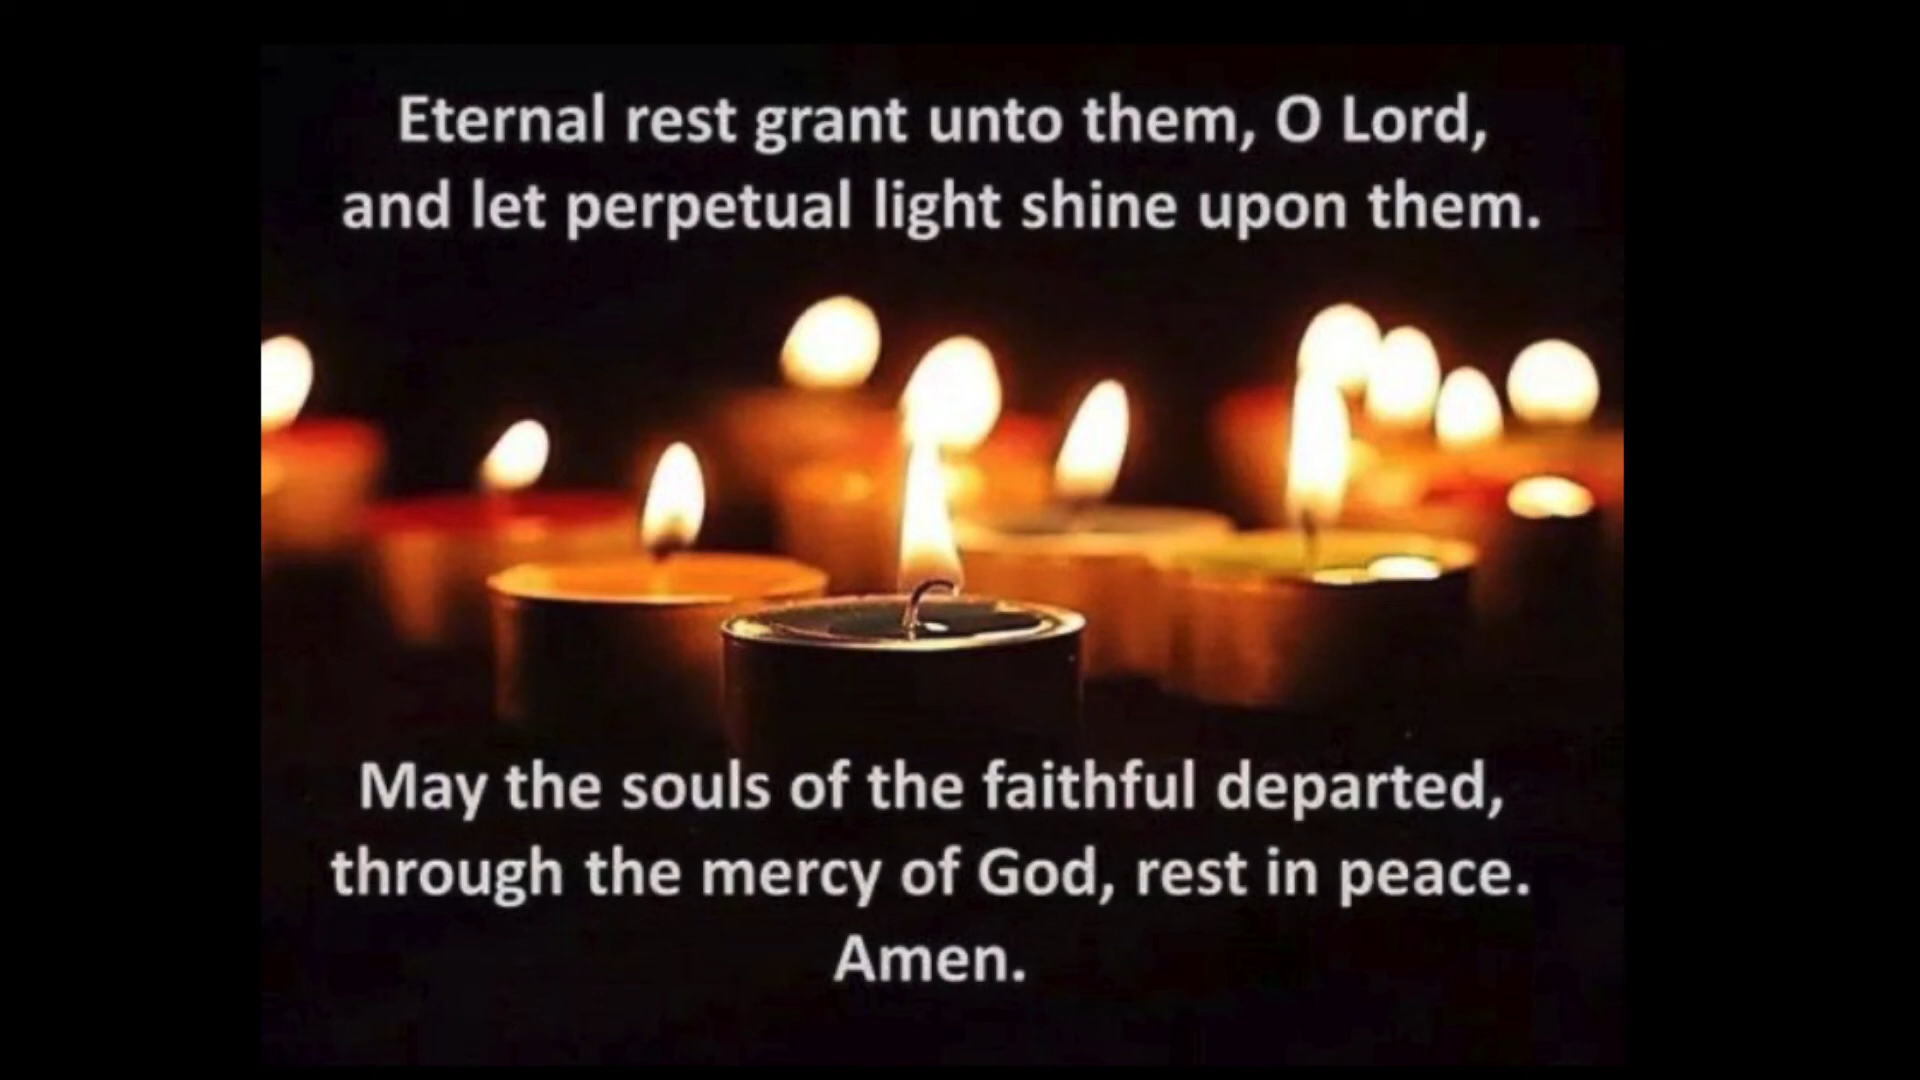 Eternal rest grant unto them, O Lord,
and let perpetual light shine upon them.
May the souls of the faithful departed,
through the mercy of God, rest in peace.
Amen.